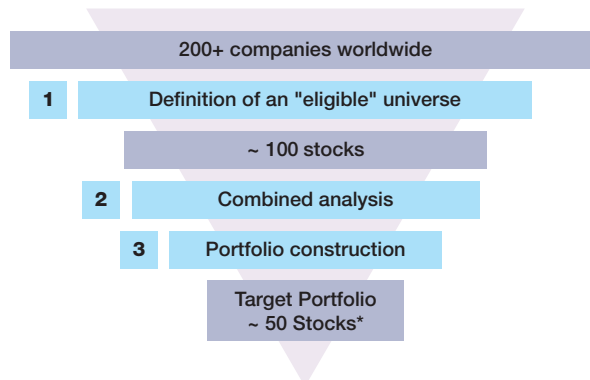 200+ companies worldwide
1 Definition of an "eligible" universe
~ 100 stocks
2 Combined analysis
3 Portfolio construction
Target Portfolio
~ 50 Stocks*